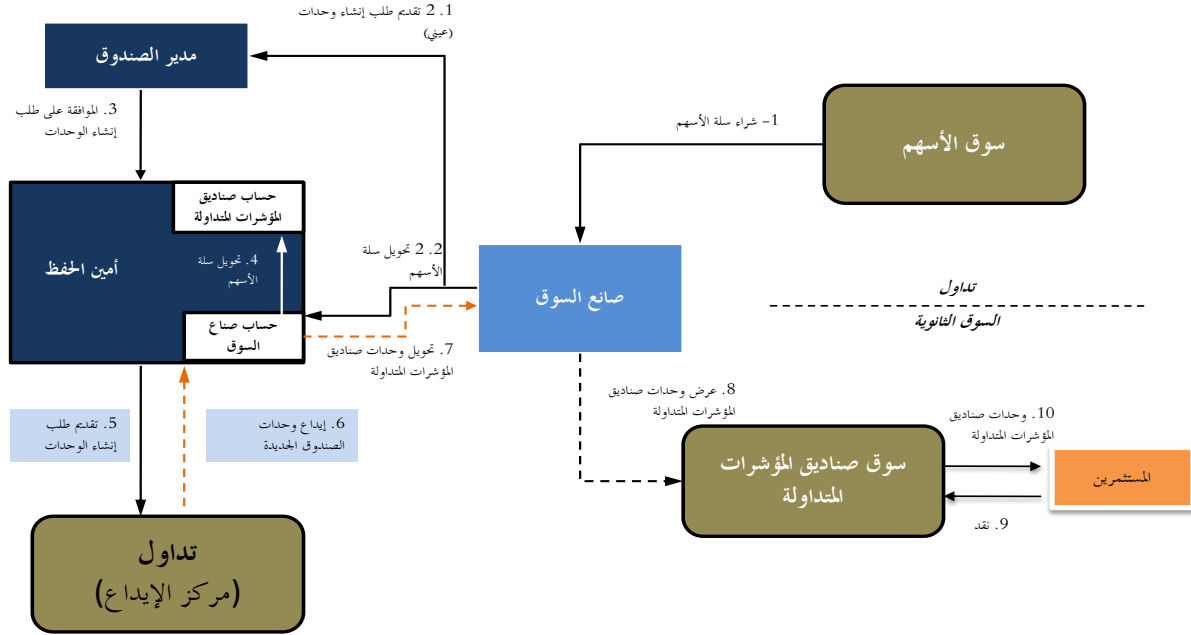 2. 1 تقديم طلب إنشاء وحدات
(عيني)
مدير الصندوق
3. الموافقة على طلب
إنشاء الوحدات
1- شراء سلة الأسهم
سوق الأسهم
حساب صناديق
المؤشرات المتداولة
أمين الحفظ
4. تحويل سلة
الأسهم
2. 2 تحويل سلة
الأسهم
صانع السوق
تداول
السوق الثانوية
حساب صناع
السوق
7. تحويل وحدات صناديق
المؤشرات المتداولة
8. عرض وحدات صناديق
المؤشرات المتداولة
5. تقديم طلب
إنشاء الوحدات
6. إيداع وحدات
الصندوق الجديدة
10. وحدات صناديق
المؤشرات المتداولة
سوق صناديق المؤشرات
المتداولة
المستثمرين
9. نقد
تداول
(مركز الإيداع)